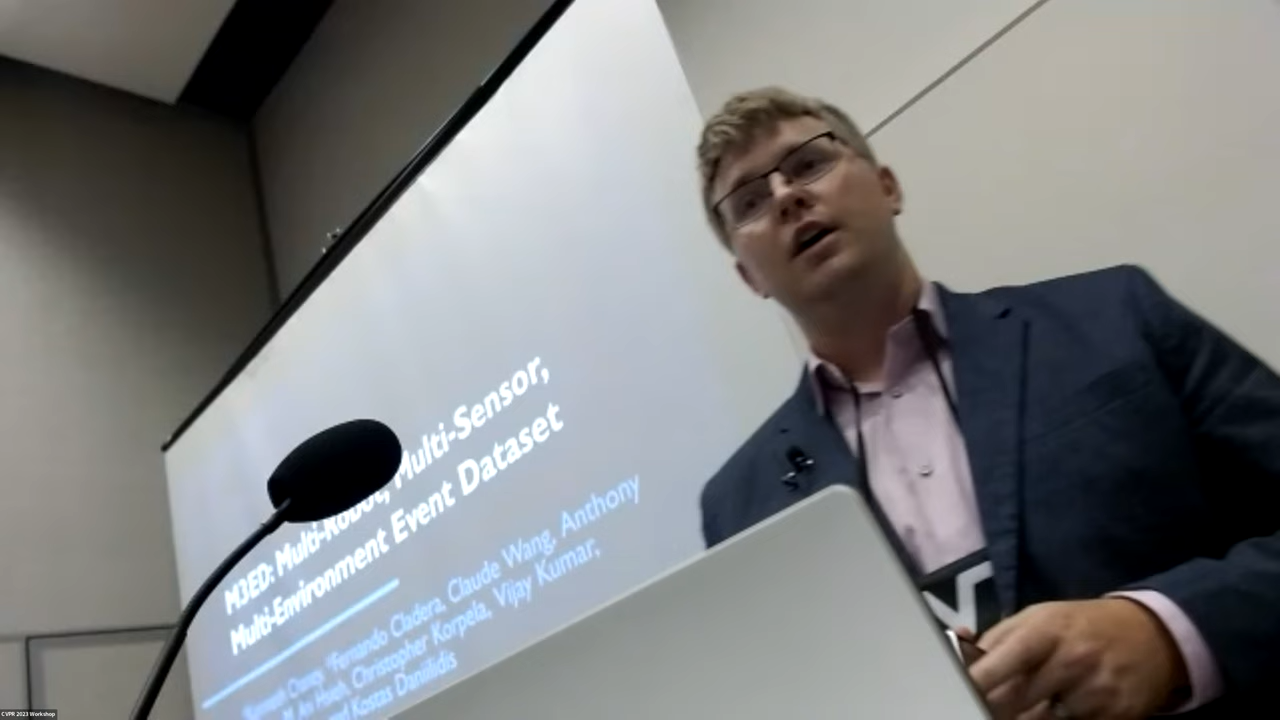 M3ED: Multi-Robot, Multi-Sensor,
Multi-Environment Event Dataset
Fernando Cladera, Claude Wang, Anthony
Christopher Korpela, Vijay Kumar,
Kostas Daniilidis
CVPR 2023 Workshop